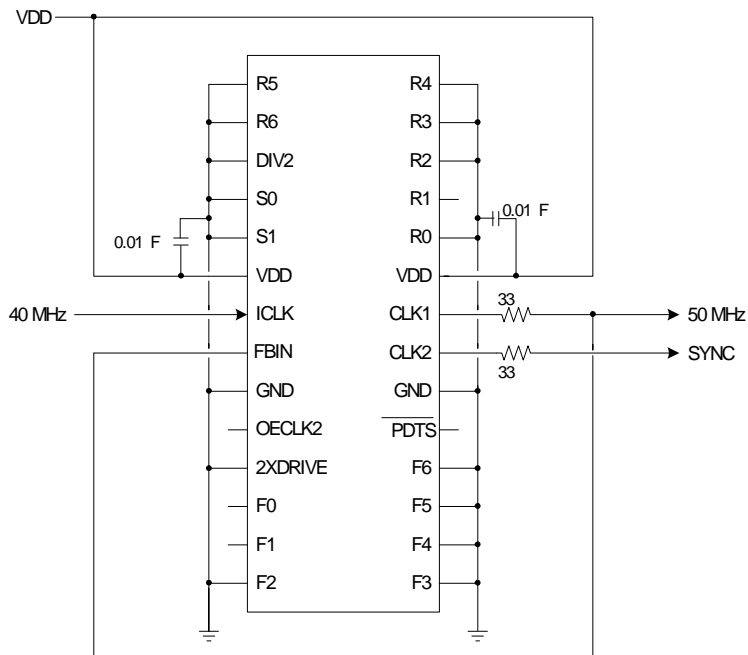 VDD
R5
R4
R6
R3
DIV2
R2
S0
R1
0.01 F
0.01 F
S1
R0
VDD
VDD
33
40 MHz
ICLK
CLK1
50 MHz
FBIN
CLK2
SYNC
33
GND
GND
OECLK2
PDTS
2XDRIVE
F6
F0
F5
F1
F4
F2
F3